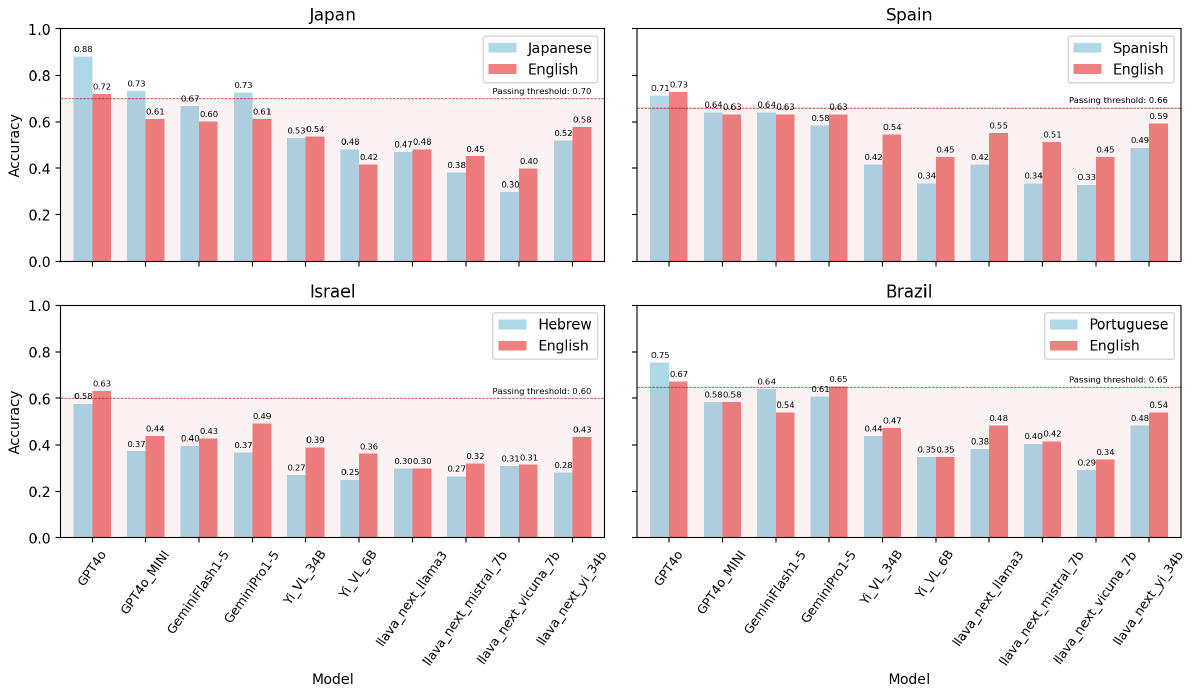 Japan
Accuracy
1.0
0.8
0.6
0.4
0.2
0.0
Japanese
English
Passing threshold: 0.70
0.88 0.72
0.73 0.61
0.67 0.60
0.73 0.61
0.53 0.54
0.48 0.42
0.47 0.48
0.38 0.45
0.30 0.40
0.52 0.58
Spain
Spanish
English
Passing threshold: 0.66
0.71 0.73
0.64 0.63
0.64 0.63
0.58 0.63
0.42 0.54
0.34 0.45
0.42 0.55
0.34 0.51
0.33 0.45
0.49 0.59
Israel
Accuracy
1.0
0.8
0.6
0.4
0.2
0.0
Hebrew
English
Passing threshold: 0.60
0.58 0.63
0.37 0.44
0.40 0.43
0.37 0.49
0.27 0.39
0.25 0.36
0.30 0.30
0.27 0.32
0.31 0.31
0.28 0.43
GPT4o
GPT4o_MINI
GeminiFlash1-5
GeminiPro1-5
Yi_VL_34B
Yi_VL_6B
llava_next_llama3
llava_next_mistral_7b
llava_next_vicuna_7b
llava_next_yi_34b
Model
Brazil
Portuguese
English
Passing threshold: 0.65
0.75 0.67
0.58 0.58
0.64 0.54
0.61 0.65
0.44 0.47
0.35 0.35
0.38 0.48
0.40 0.42
0.29 0.34
0.48 0.54
GPT4o
GPT4o_MINI
GeminiFlash1-5
GeminiPro1-5
Yi_VL_34B
Yi_VL_6B
llava_next_llama3
llava_next_mistral_7b
llava_next_vicuna_7b
llava_next_yi_34b
Model